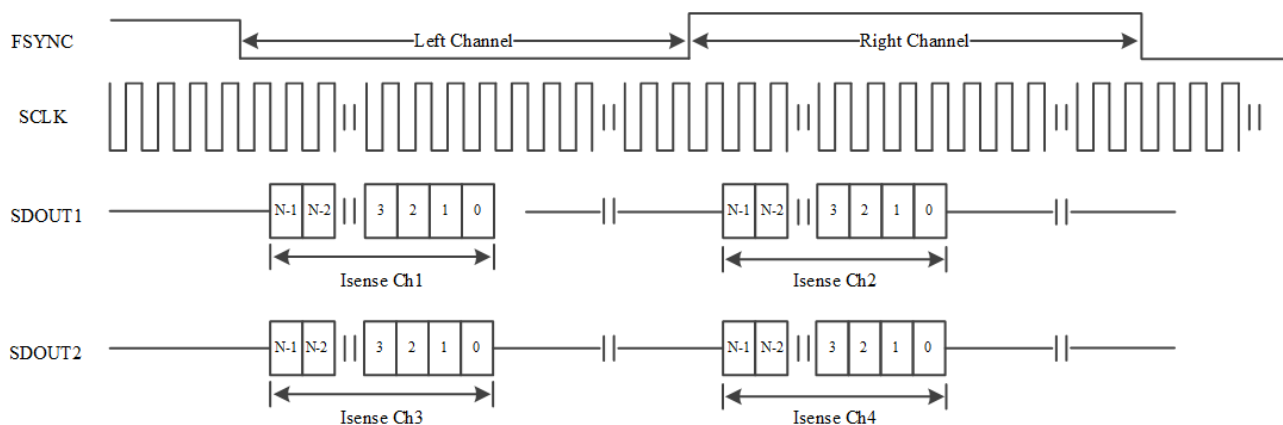 FSYNC
Left Channel
Right Channel
SCLK
SDOUT1
N-1 N-2 3 2 1 0
N-1 N-2 3 2 1 0
Isense Ch1
Isense Ch2
SDOUT2
N-1 N-2 3 2 1 0
N-1 N-2 3 2 1 0
Isense Ch3
Isense Ch4